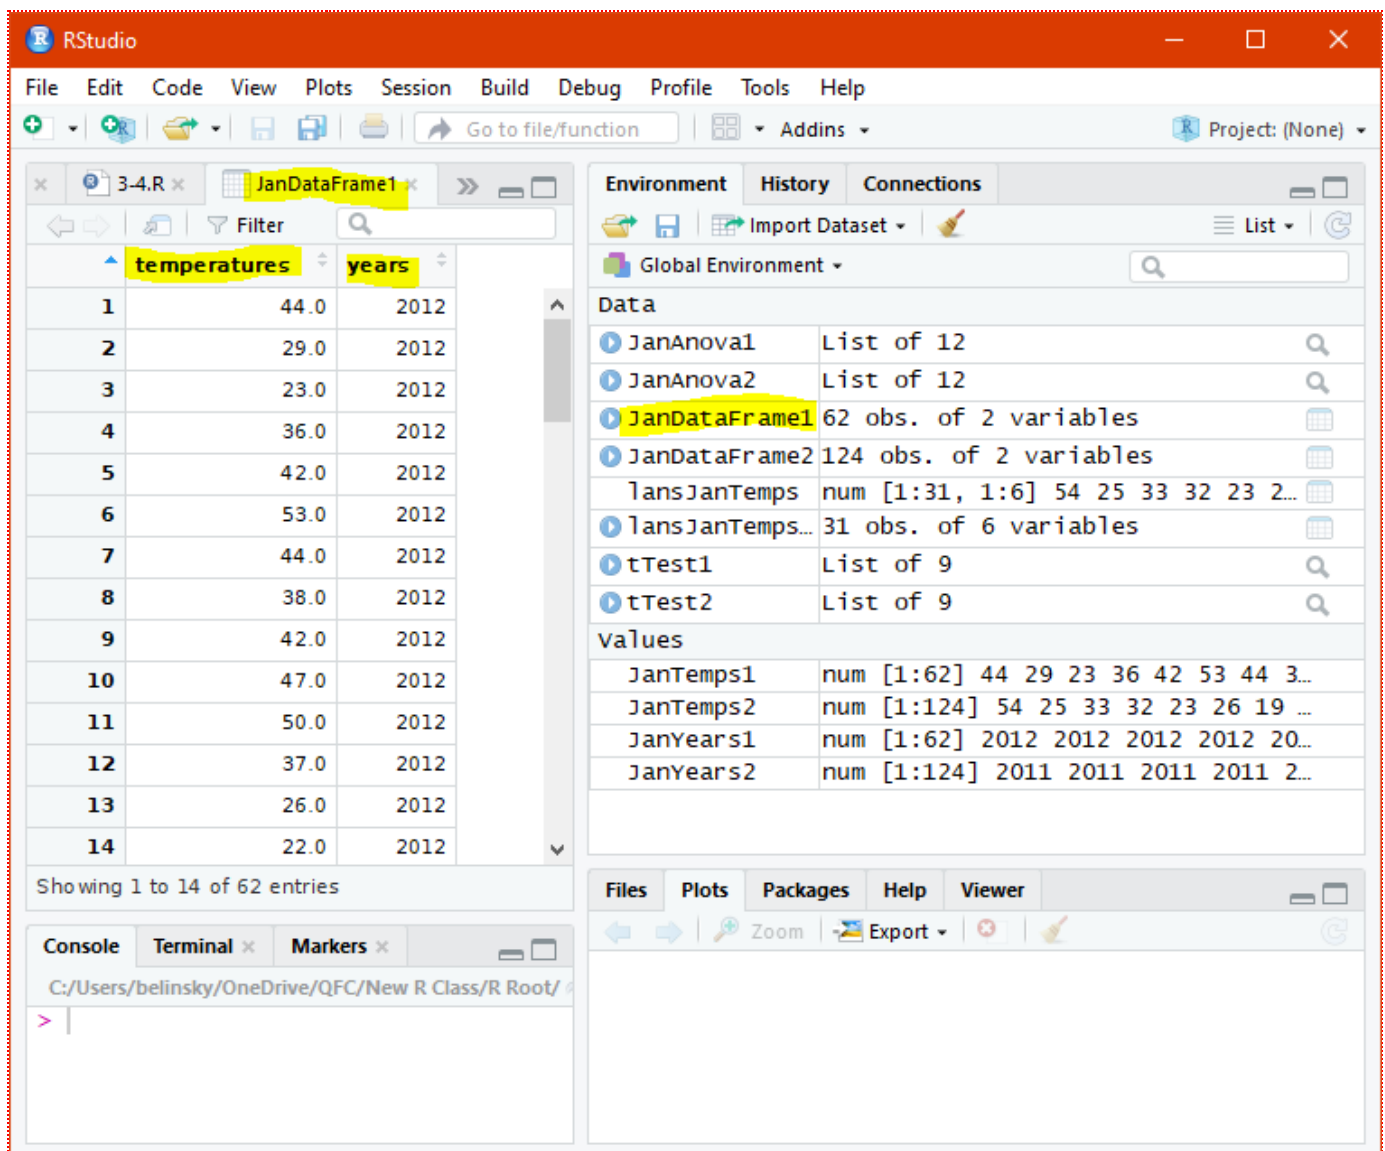 RStudio
File Edit Code View Plots Session Build Debug Profile Tools Help
Go to file/function Addins Project: (None)
3-4.R JanDataFrame1
Filter
temperatures years
1 44.0 2012
2 29.0 2012
3 23.0 2012
4 36.0 2012
5 42.0 2012
6 53.0 2012
7 44.0 2012
8 38.0 2012
9 42.0 2012
10 47.0 2012
11 50.0 2012
12 37.0 2012
13 26.0 2012
14 22.0 2012
Showing 1 to 14 of 62 entries
Console Terminal Markers
C:/Users/belinsky/OneDrive/QFC/New R Class/R Root/
>
Environment History Connections
Import Dataset List
Global Environment
Data
JanAnova1 List of 12
JanAnova2 List of 12
JanDataFrame1 62 obs. of 2 variables
JanDataFrame2 124 obs. of 2 variables
lansJanTemps num [1:31, 1:6] 54 25 33 32 23 2…
lansJanTemps… 31 obs. of 6 variables
tTest1 List of 9
tTest2 List of 9
Values
JanTemps1 num [1:62] 44 29 23 36 42 53 44 3…
JanTemps2 num [1:124] 54 25 33 32 23 26 19 …
JanYears1 num [1:62] 2012 2012 2012 2012 20…
JanYears2 num [1:124] 2011 2011 2011 2011 2…
Files Plots Packages Help Viewer
Zoom Export